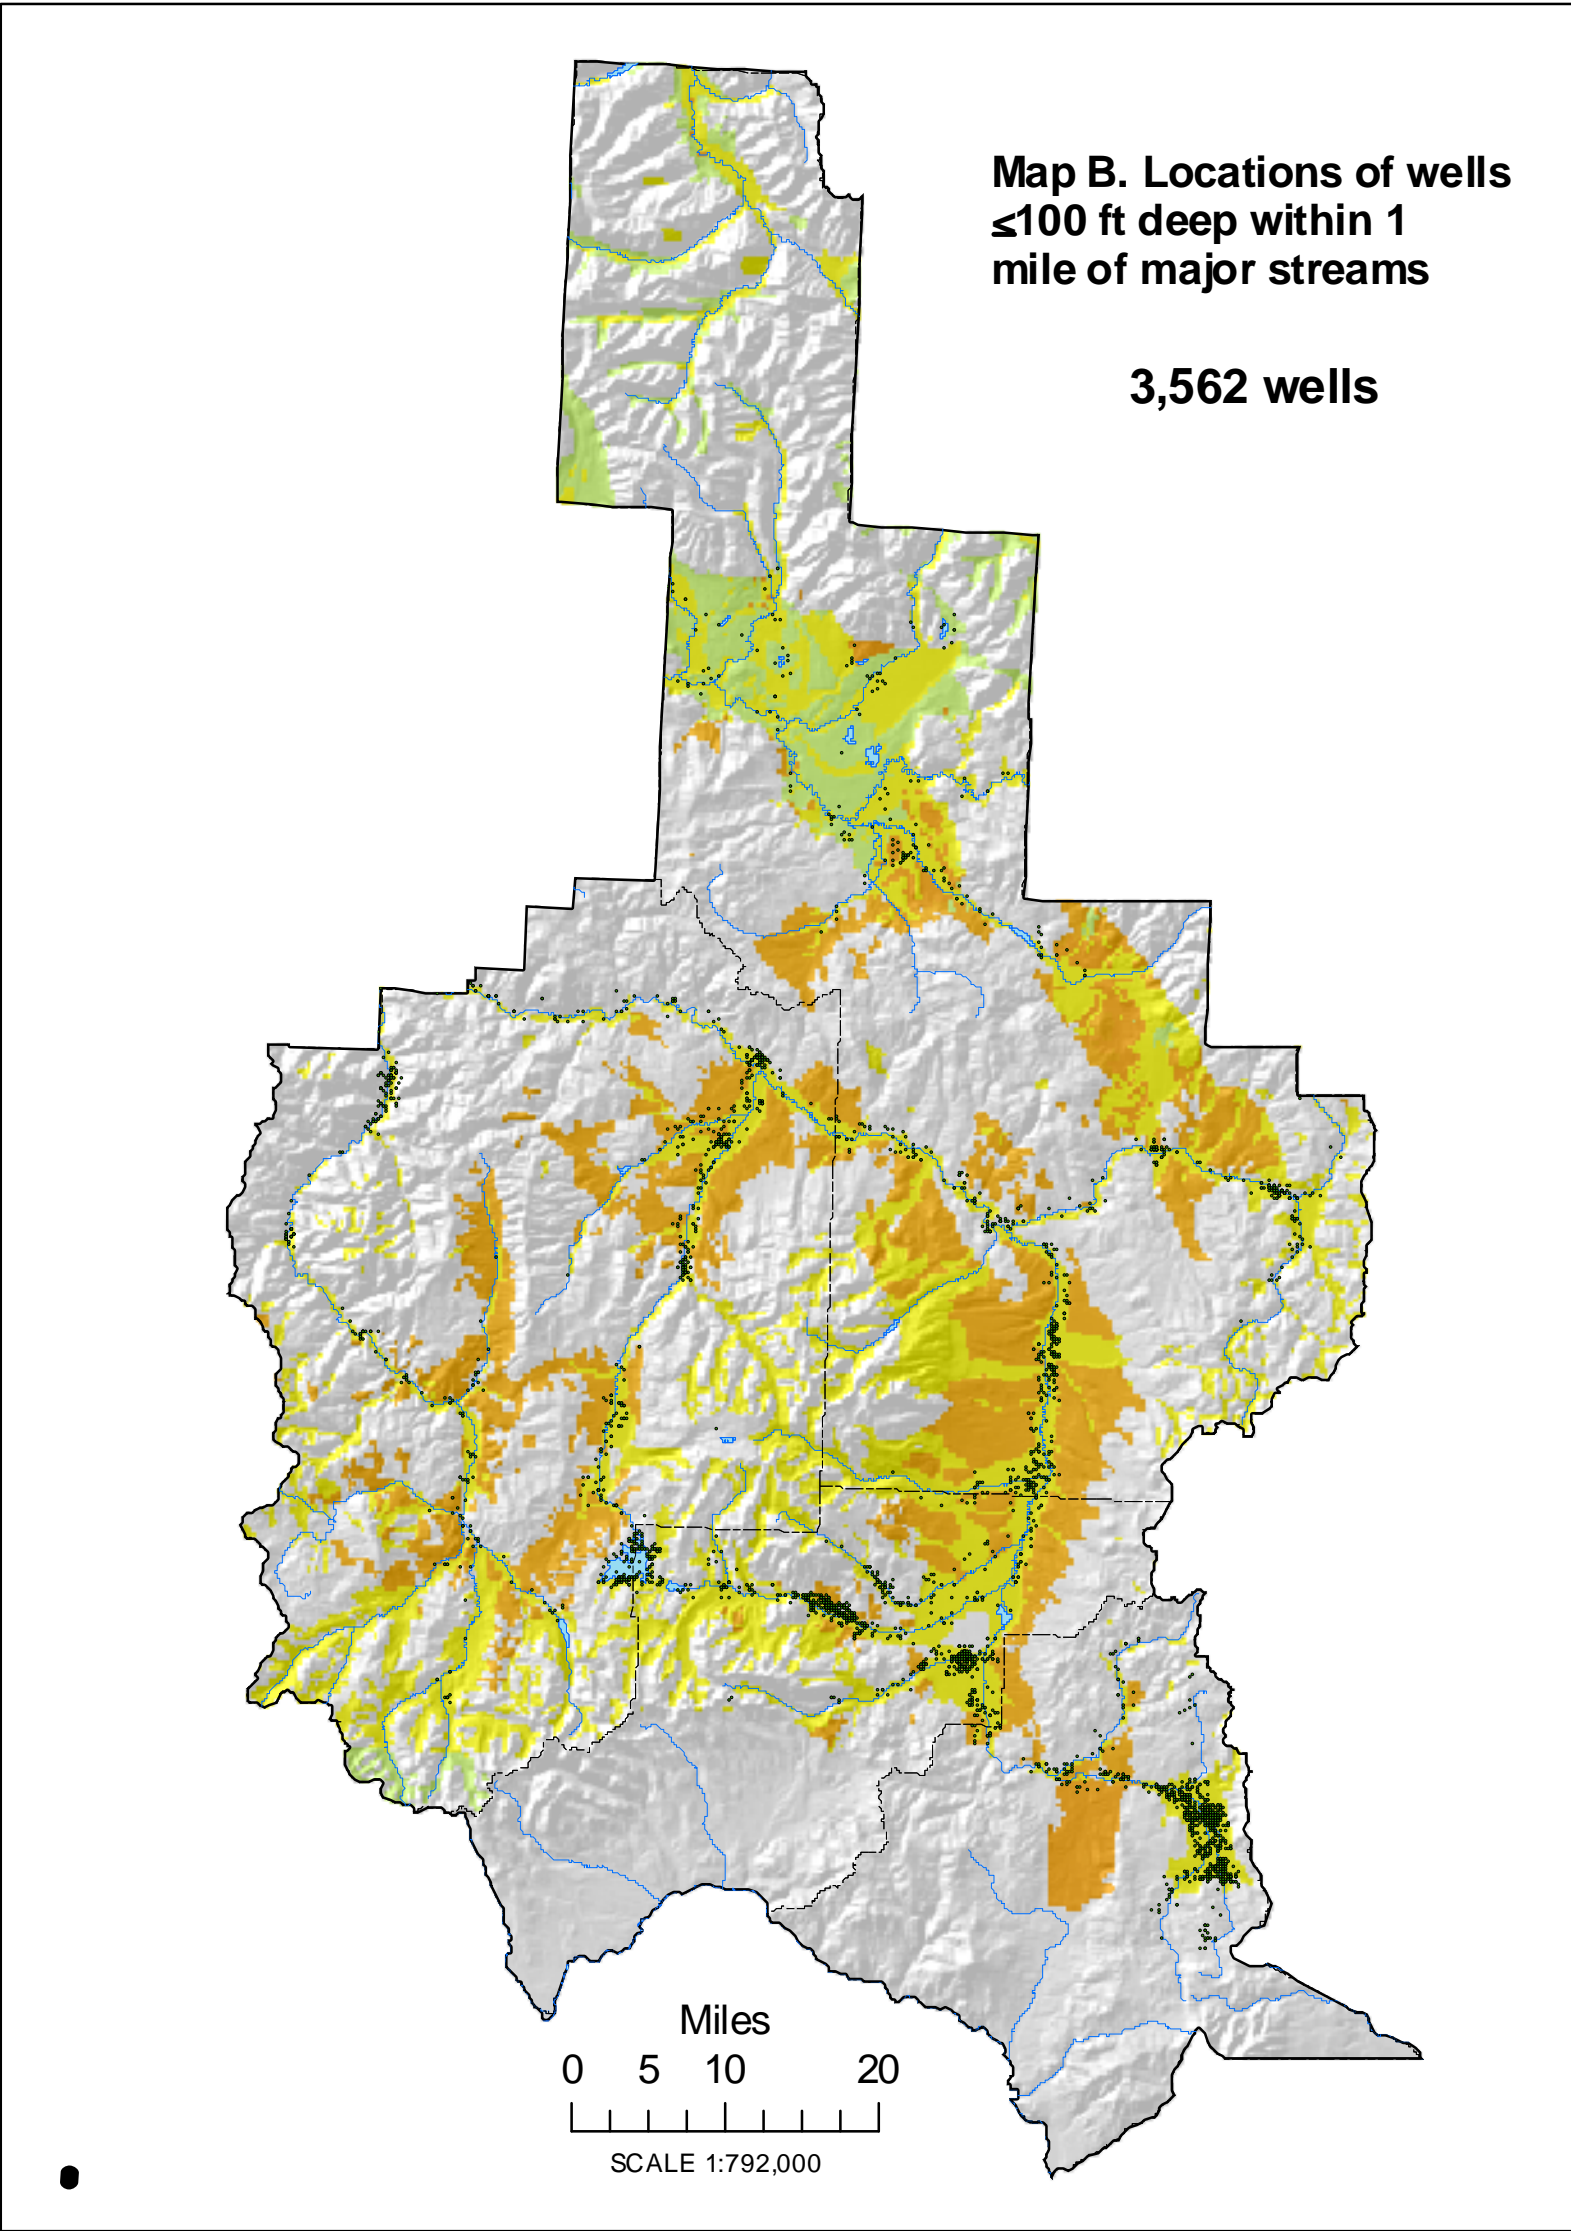 Map B. Locations of wells
≤100 ft deep within 1
mile of major streams
3,562 wells
Miles
0 5 10 20
SCALE 1:792,000